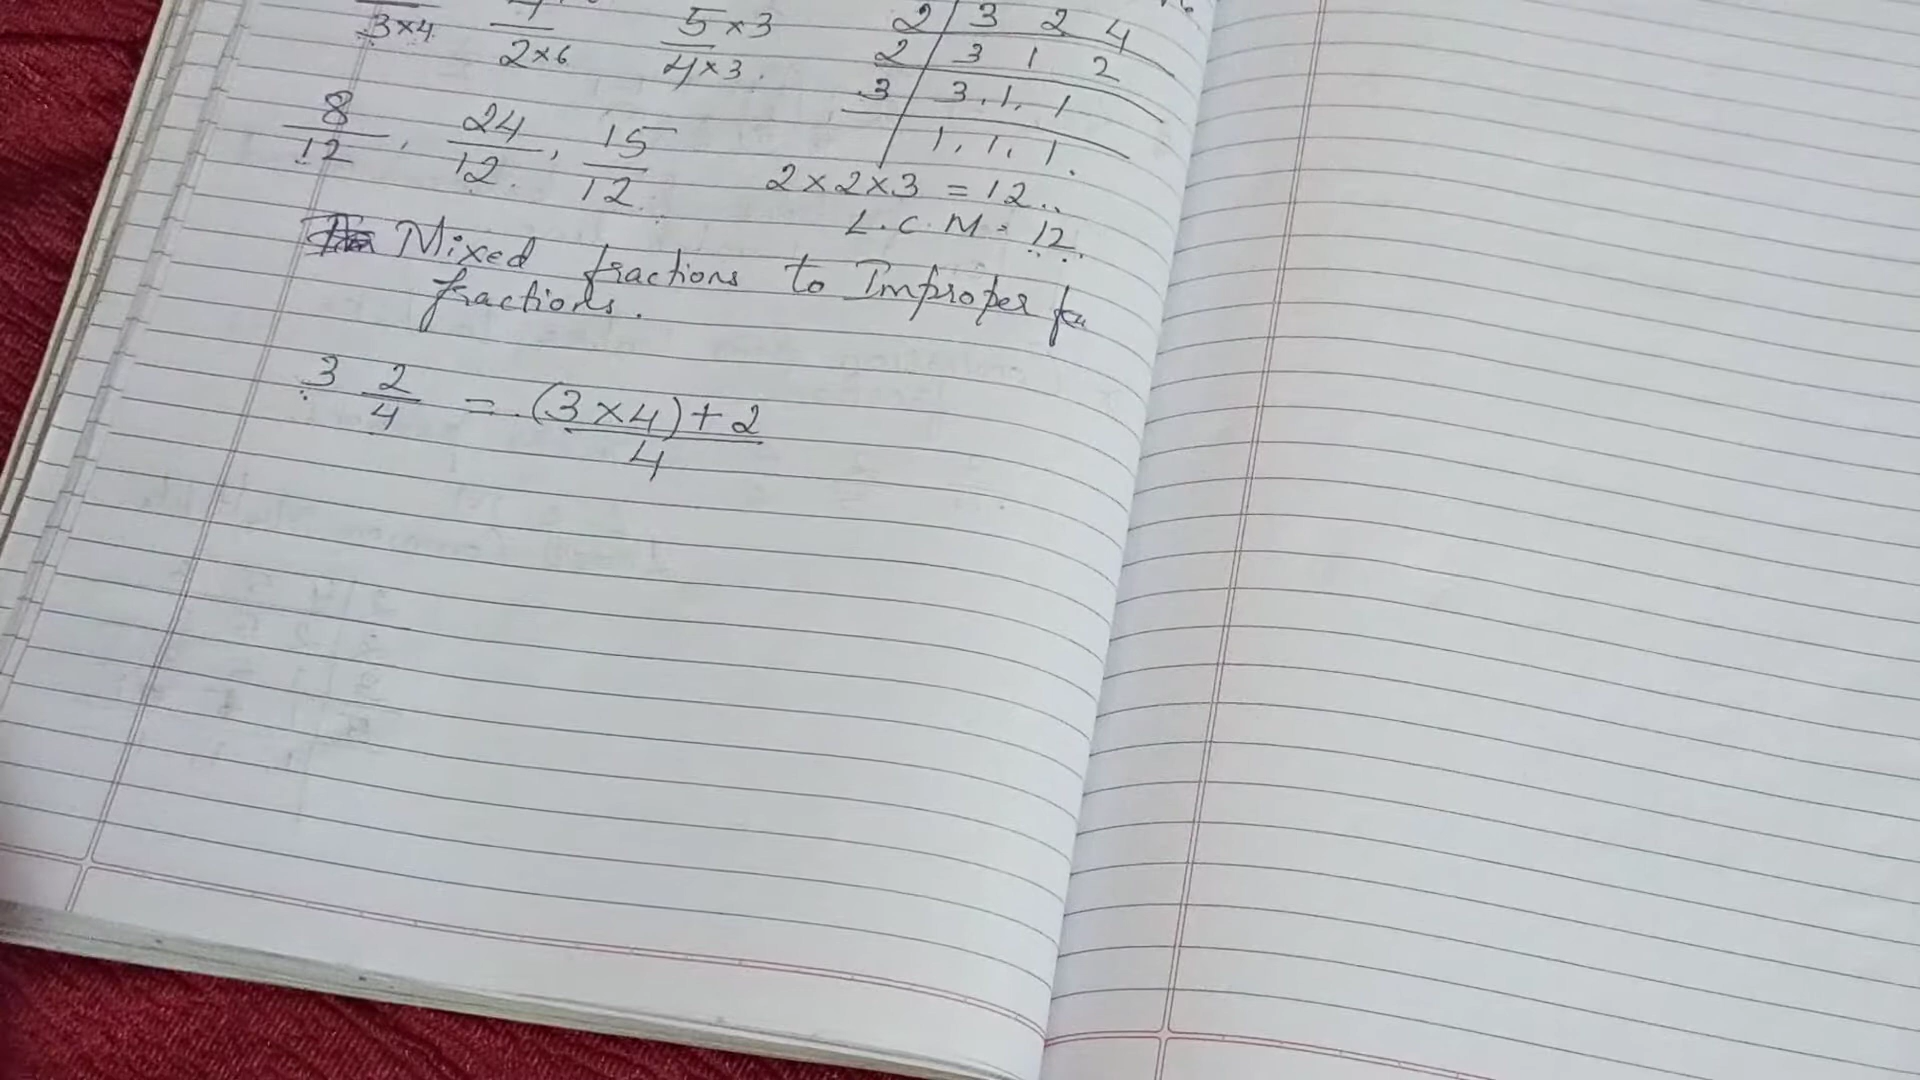 3×4 2×6 5×3/4×3
8/12, 24/12, 15/12
2 | 3 2 4
2 | 3 1 2
3 | 3, 1, 1
1, 1, 1.
2×2×3 = 12..
L.C.M = 12.
Mixed fractions to Improper
fractions.
3 2/4 = (3×4)+2/4